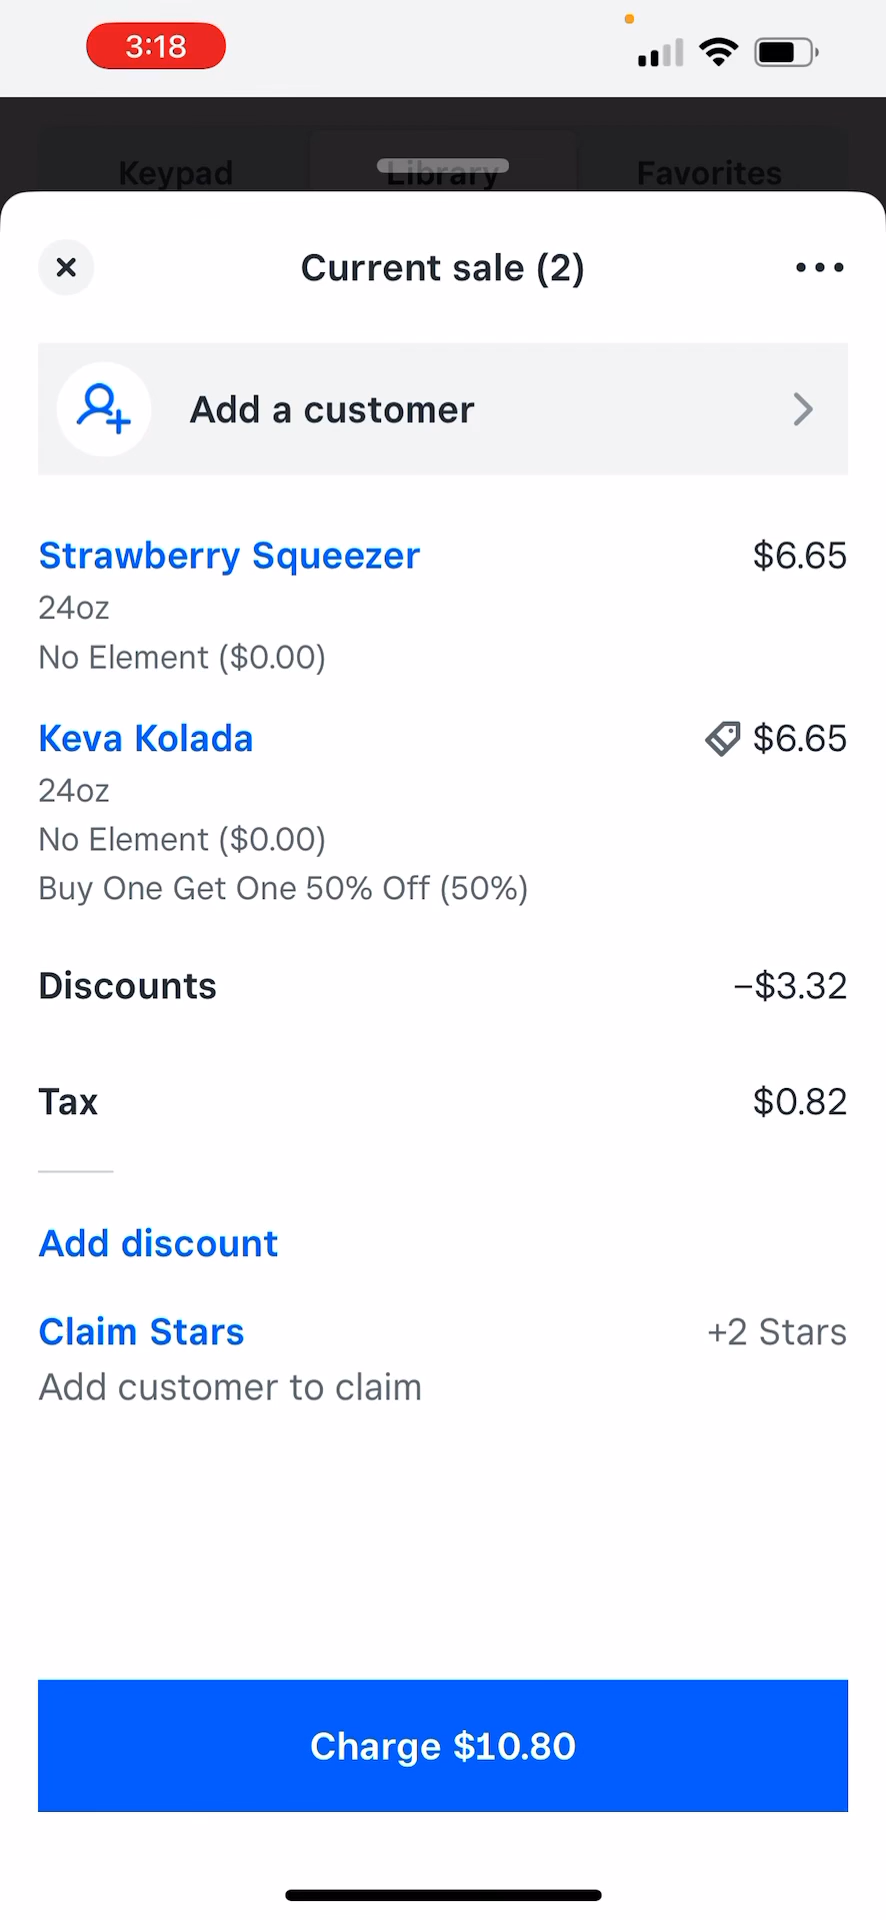 3:18
Keypad
Library
Favorites
Current sale (2)
Add a customer
Strawberry Squeezer $6.65
24oz
No Element ($0.00)
Keva Kolada $6.65
24oz
No Element ($0.00)
Buy One Get One 50% Off (50%)
Discounts –$3.32
Tax $0.82
Add discount
Claim Stars +2 Stars
Add customer to claim
Charge $10.80